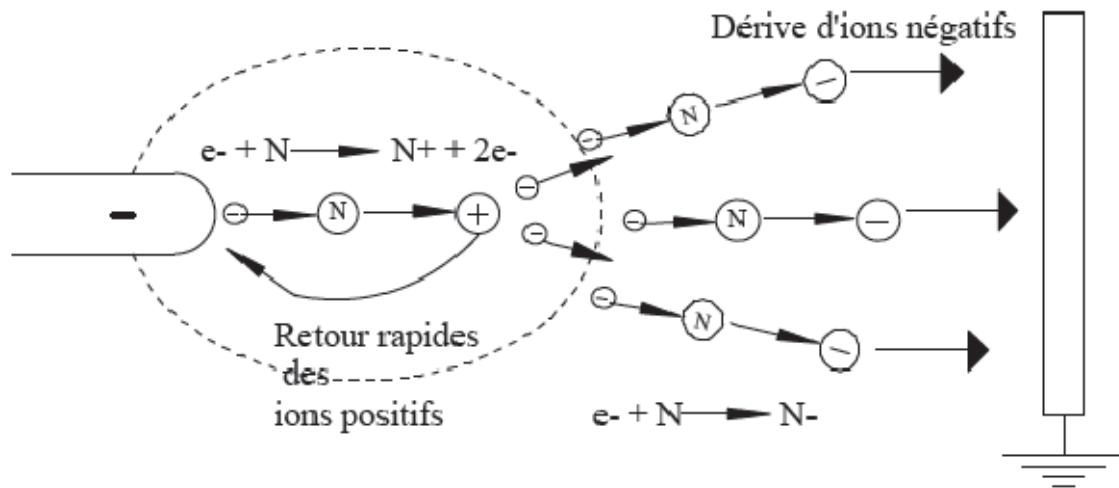 Dérive d'ions négatifs
e- + N → N+ + 2e-
N
N
N
N
Retour rapides
des
ions positifs
e- + N → N-